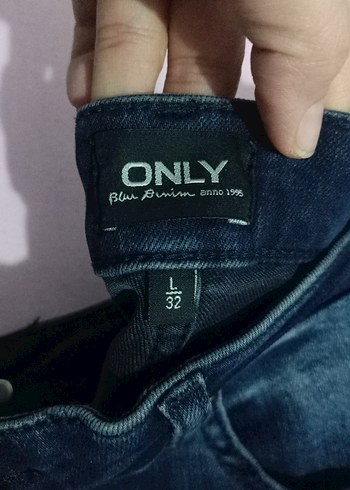 ONLY
Blue Denim anno 1995
L
32